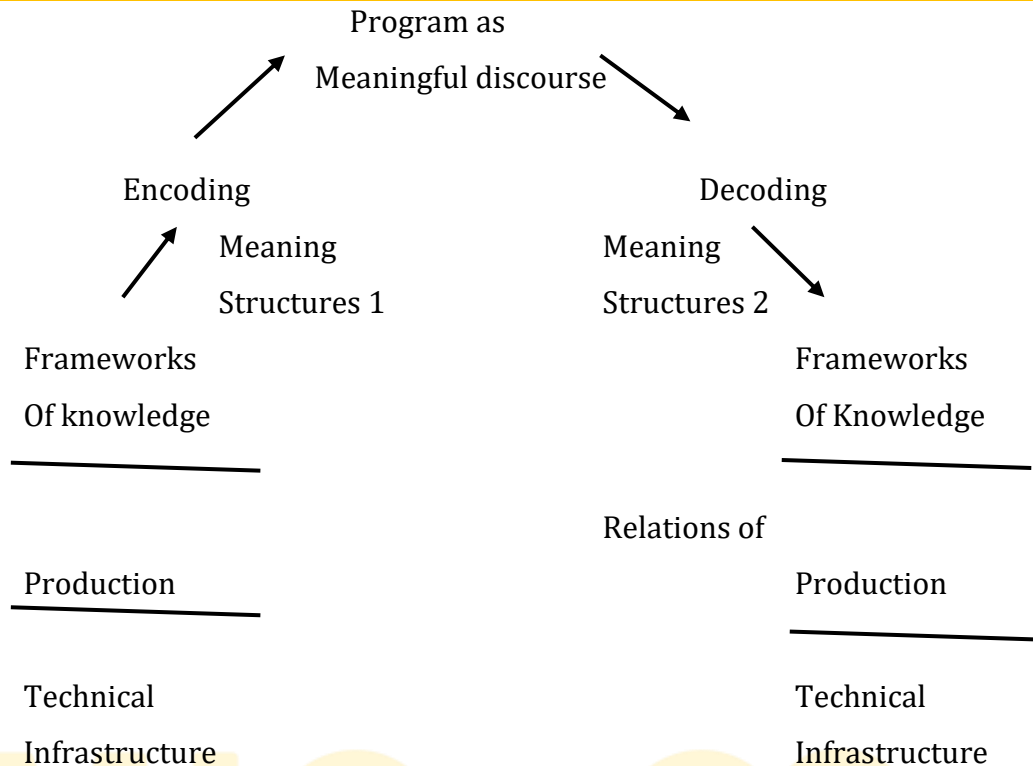 Program as
Meaningful discourse
Encoding
Decoding
Meaning
Meaning
Structures 1
Structures 2
Frameworks
Frameworks
Of knowledge
Of Knowledge
Relations of
Production
Production
Technical
Technical
Infrastructure
Infrastructure